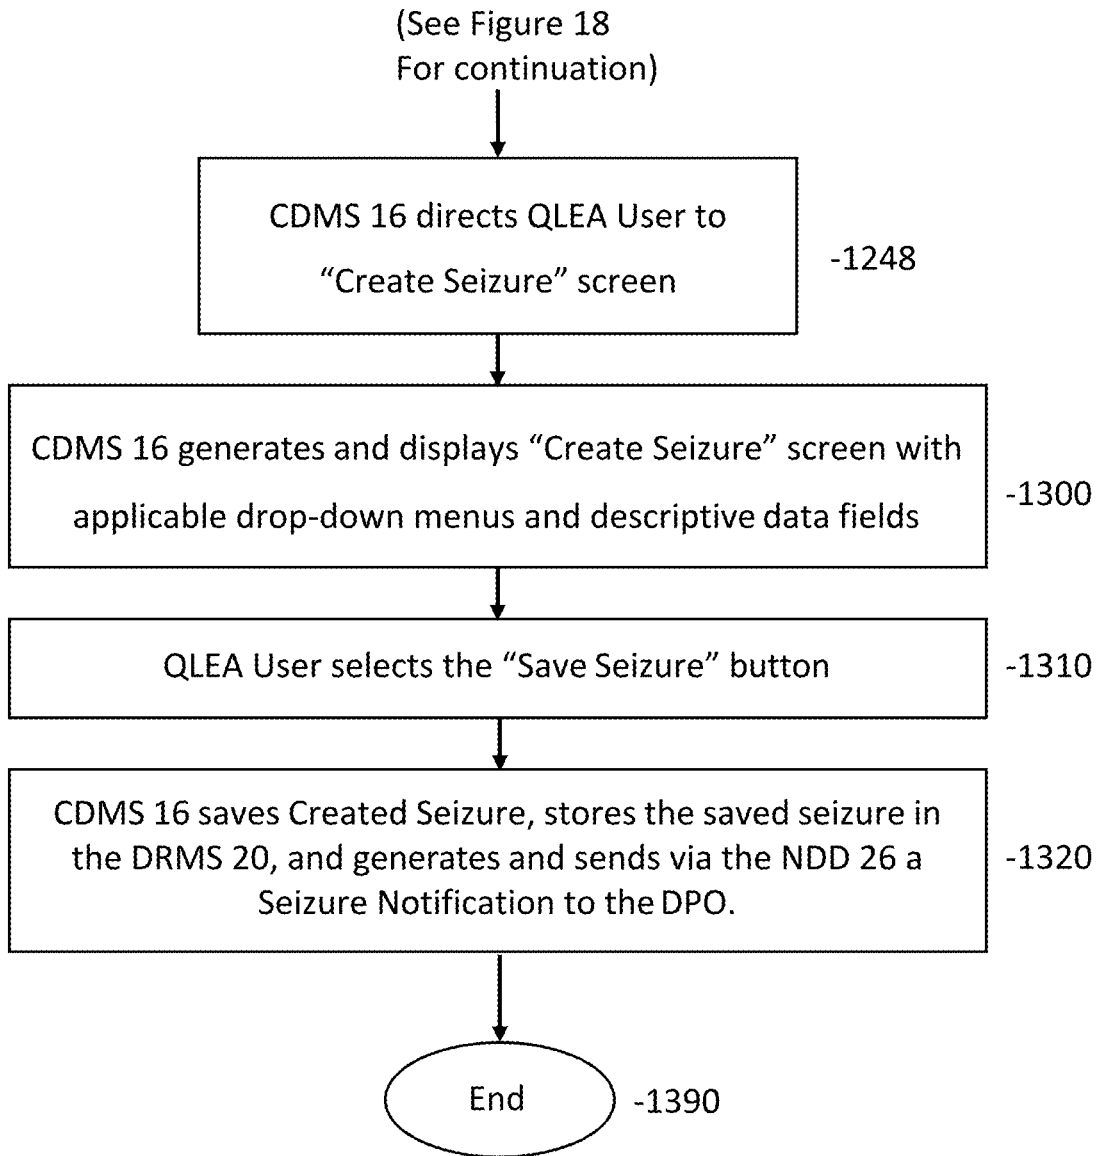 (See Figure 18
For continuation)
CDMS 16 directs QLEA User to
“Create Seizure” screen
-1248
CDMS 16 generates and displays “Create Seizure” screen with
applicable drop-down menus and descriptive data fields
-1300
QLEA User selects the “Save Seizure” button
-1310
CDMS 16 saves Created Seizure, stores the saved seizure in
the DRMS 20, and generates and sends via the NDD 26 a
Seizure Notification to the DPO.
-1320
End
-1390